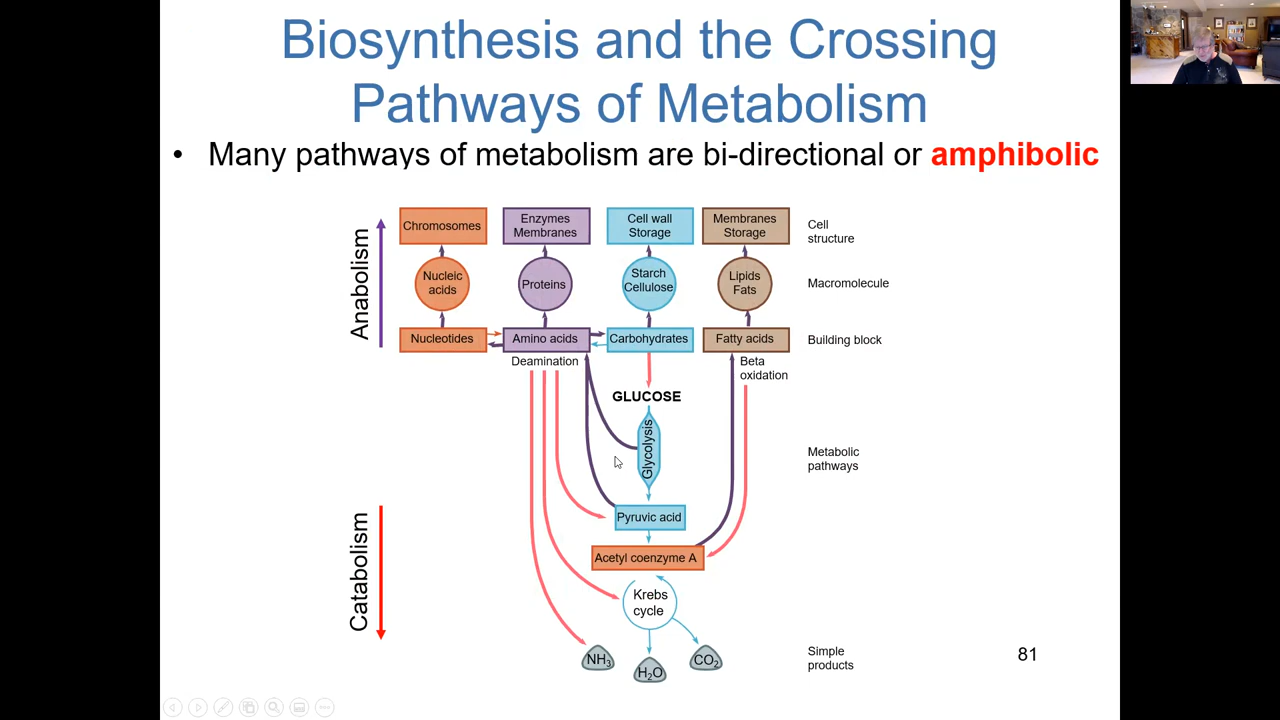 Biosynthesis and the Crossing
Pathways of Metabolism
• Many pathways of metabolism are bi-directional or amphibolic
Anabolism
Chromosomes
Enzymes
Membranes
Cell wall
Storage
Membranes
Storage
Cell
structure
Nucleic
acids
Proteins
Starch
Cellulose
Lipids
Fats
Macromolecule
Nucleotides
Amino acids
Carbohydrates
Fatty acids
Building block
Deamination
Beta
oxidation
GLUCOSE
Glycolysis
Metabolic
pathways
Catabolism
Pyruvic acid
Acetyl coenzyme A
Krebs
cycle
NH3
H2O
CO2
Simple
products
81